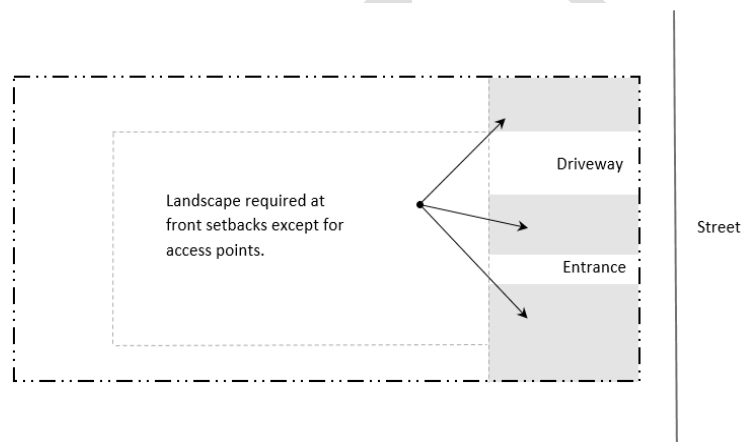 Driveway
Landscape required at
front setbacks except for
access points.
Street
Entrance